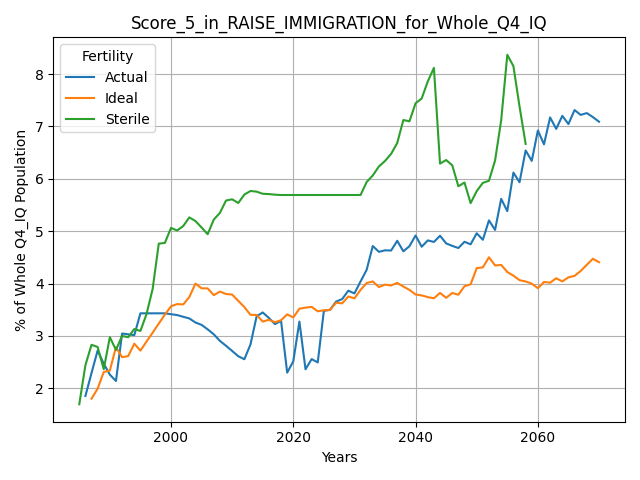 Score_5_in_RAISE_IMMIGRATION_for_Whole_Q4_IQ
Fertility
Actual
Ideal
Sterile
% of Whole Q4_IQ Population
8
7
6
5
4
3
2
2000 2020 2040 2060
Years